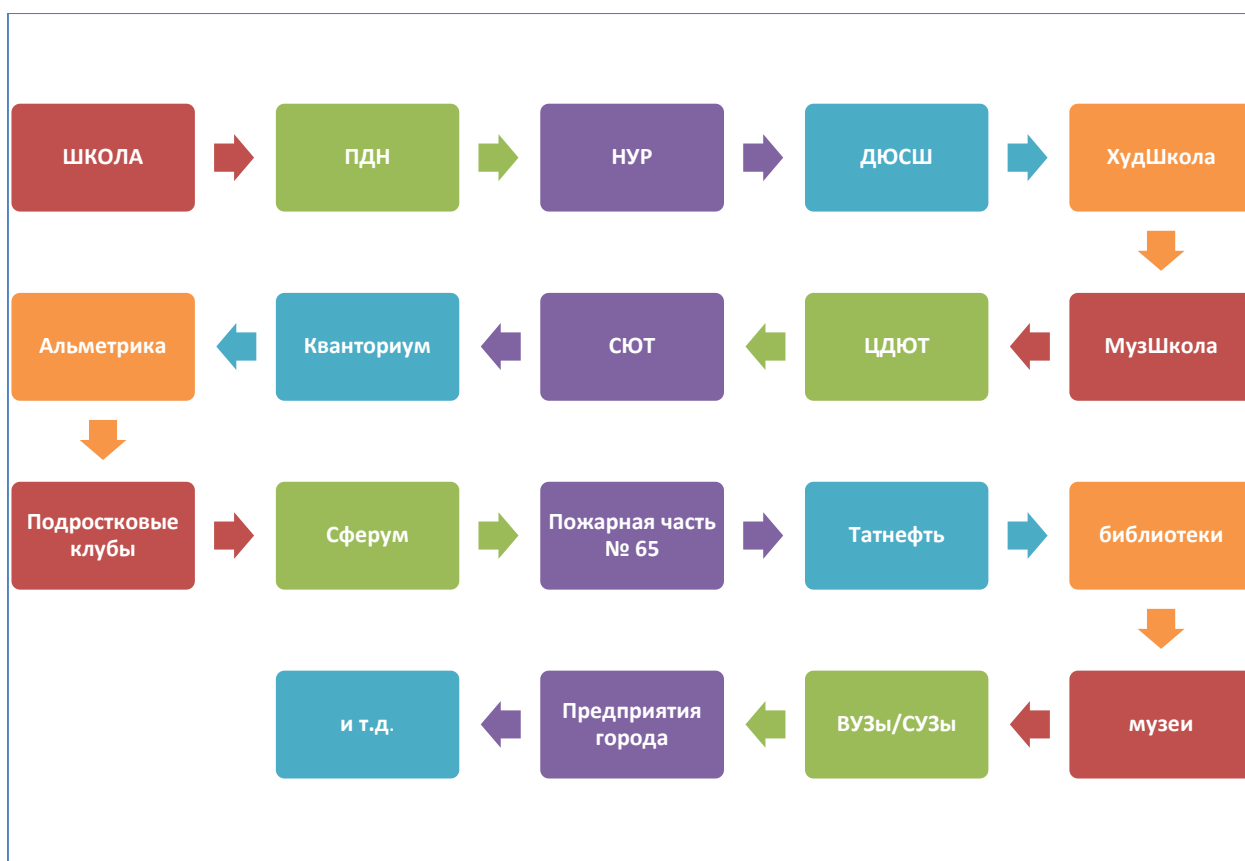 ШКОЛА
ПДН
НУР
ДЮСШ
ХудШкола
МузШкола
ЦДЮТ
СЮТ
Кванториум
Альметрика
Подростковые
клубы
Сферум
Пожарная часть
№ 65
Татнефть
библиотеки
музеи
ВУЗы/СУЗы
Предприятия
города
и т.д.